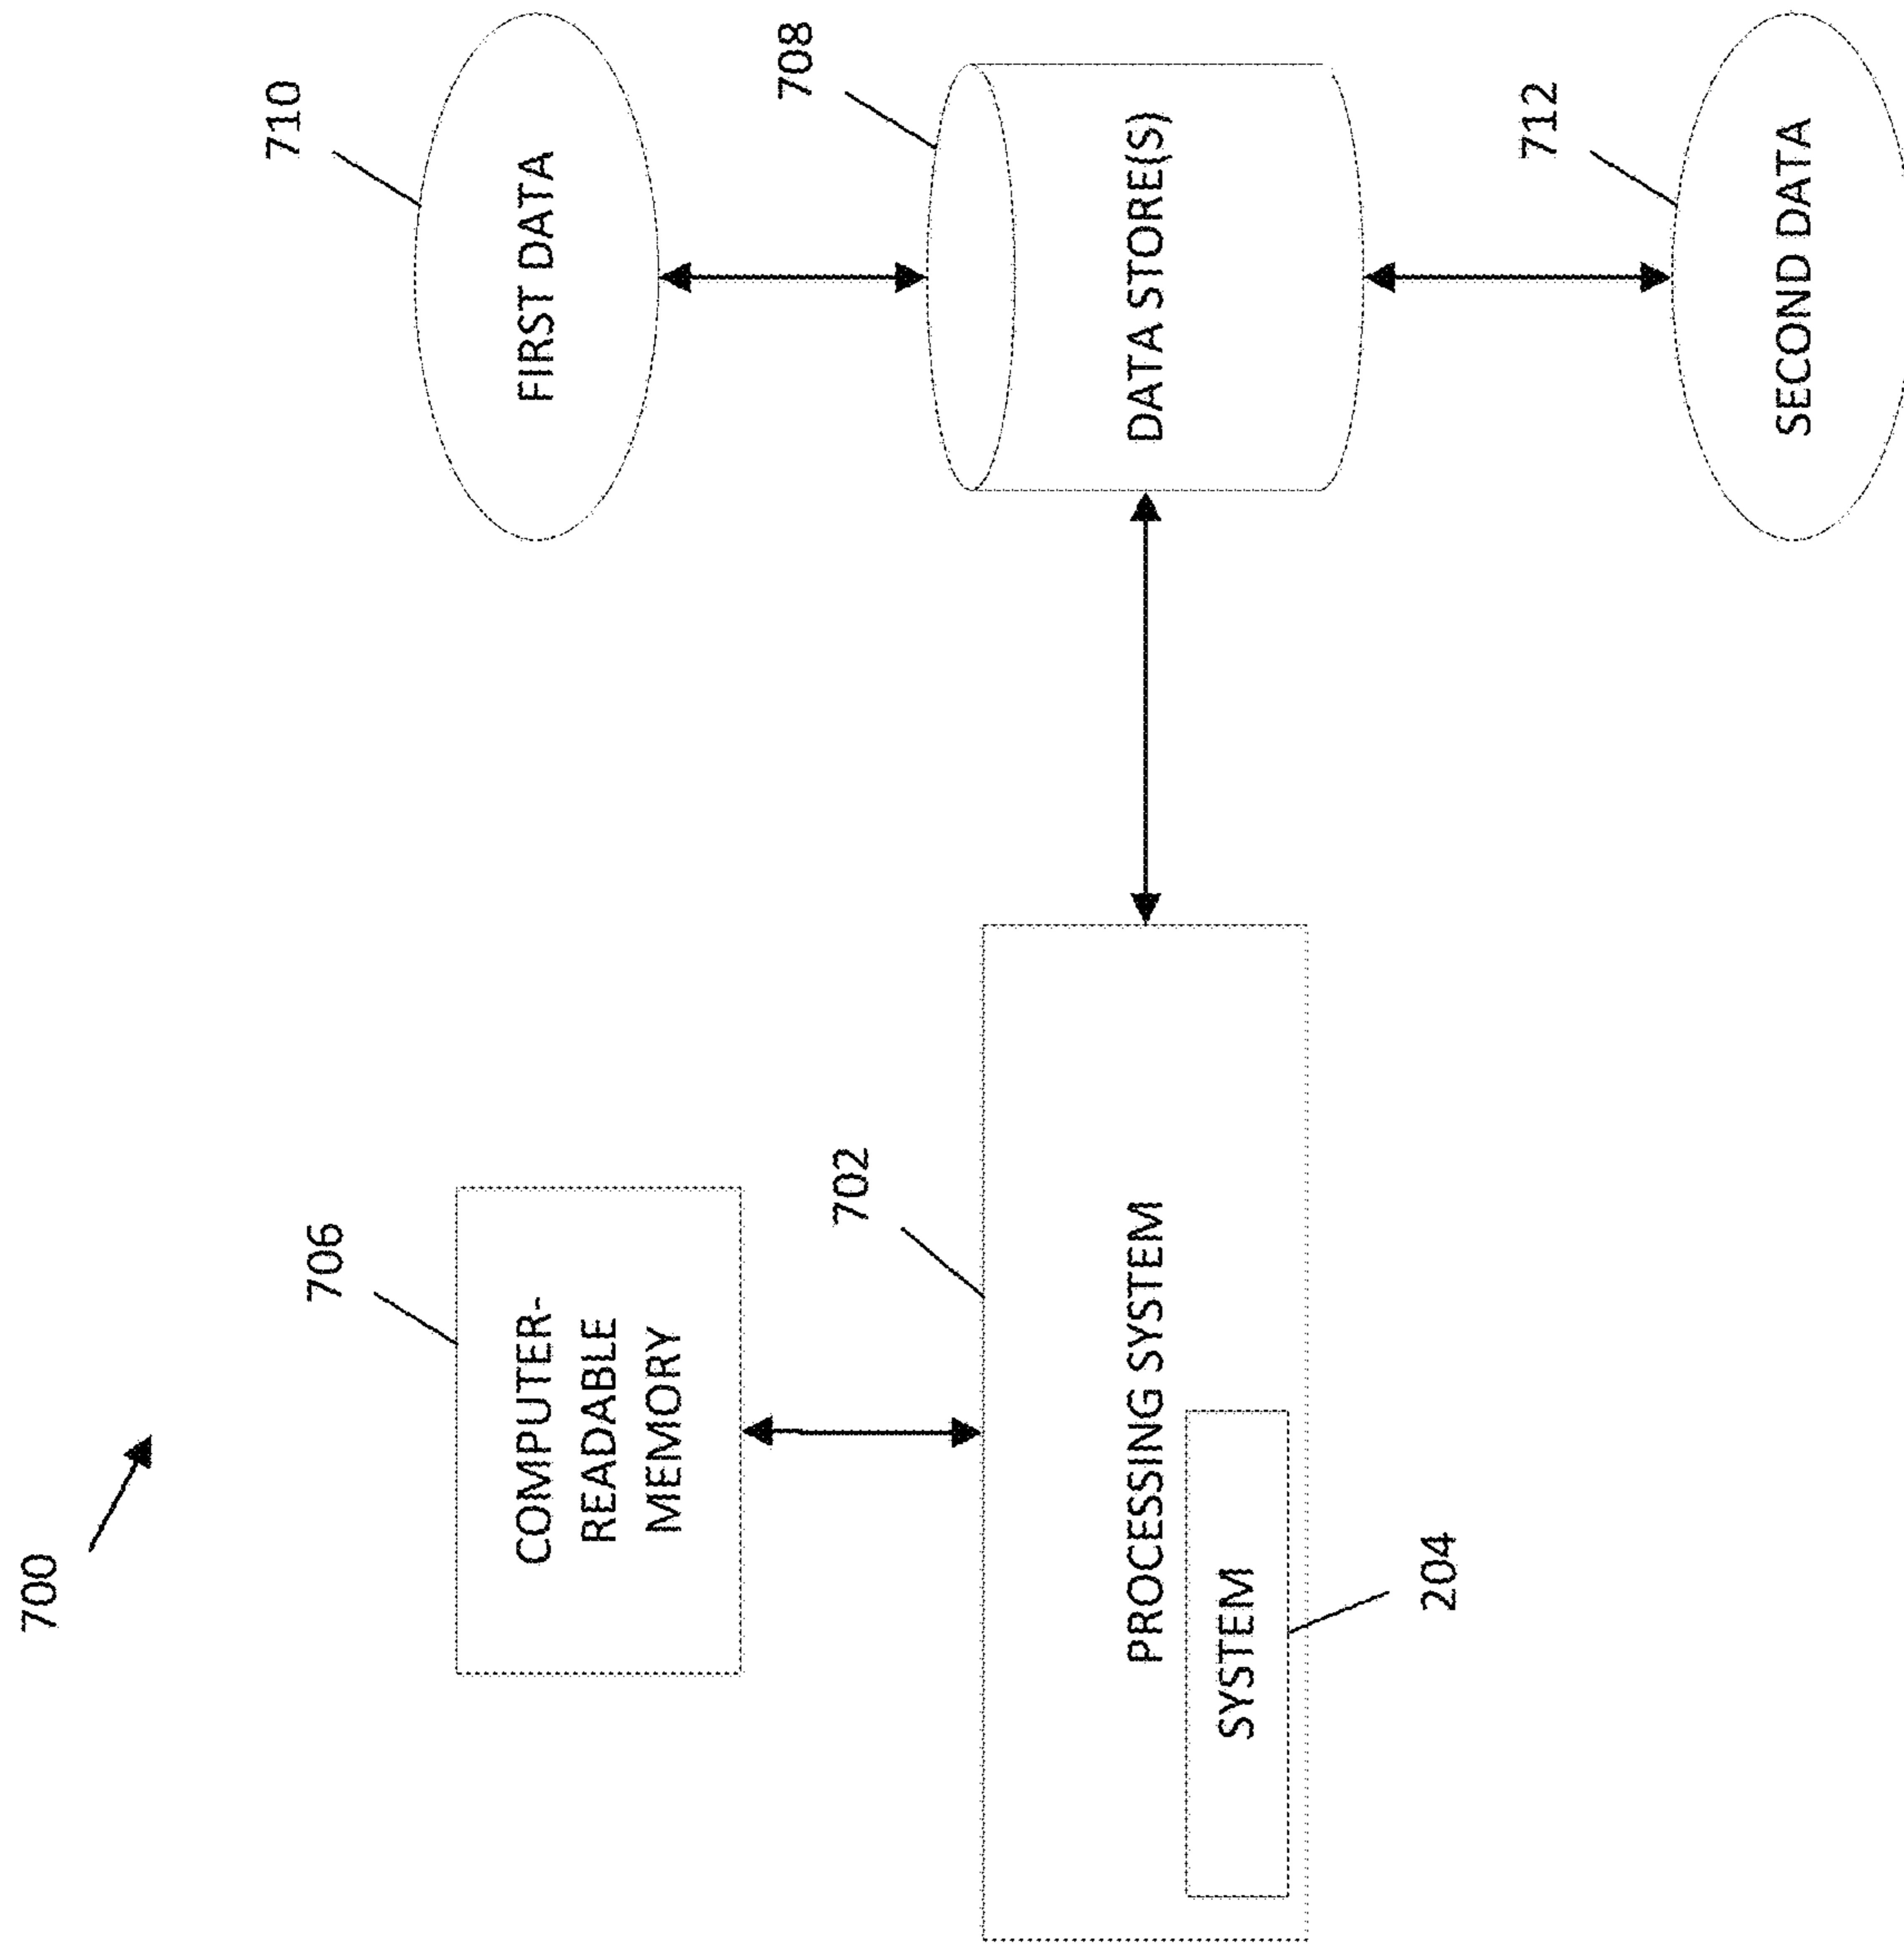 700
706
COMPUTER-
READABLE
MEMORY
702
PROCESSING SYSTEM
SYSTEM
204
710
FIRST DATA
708
DATA STORE(S)
712
SECOND DATA